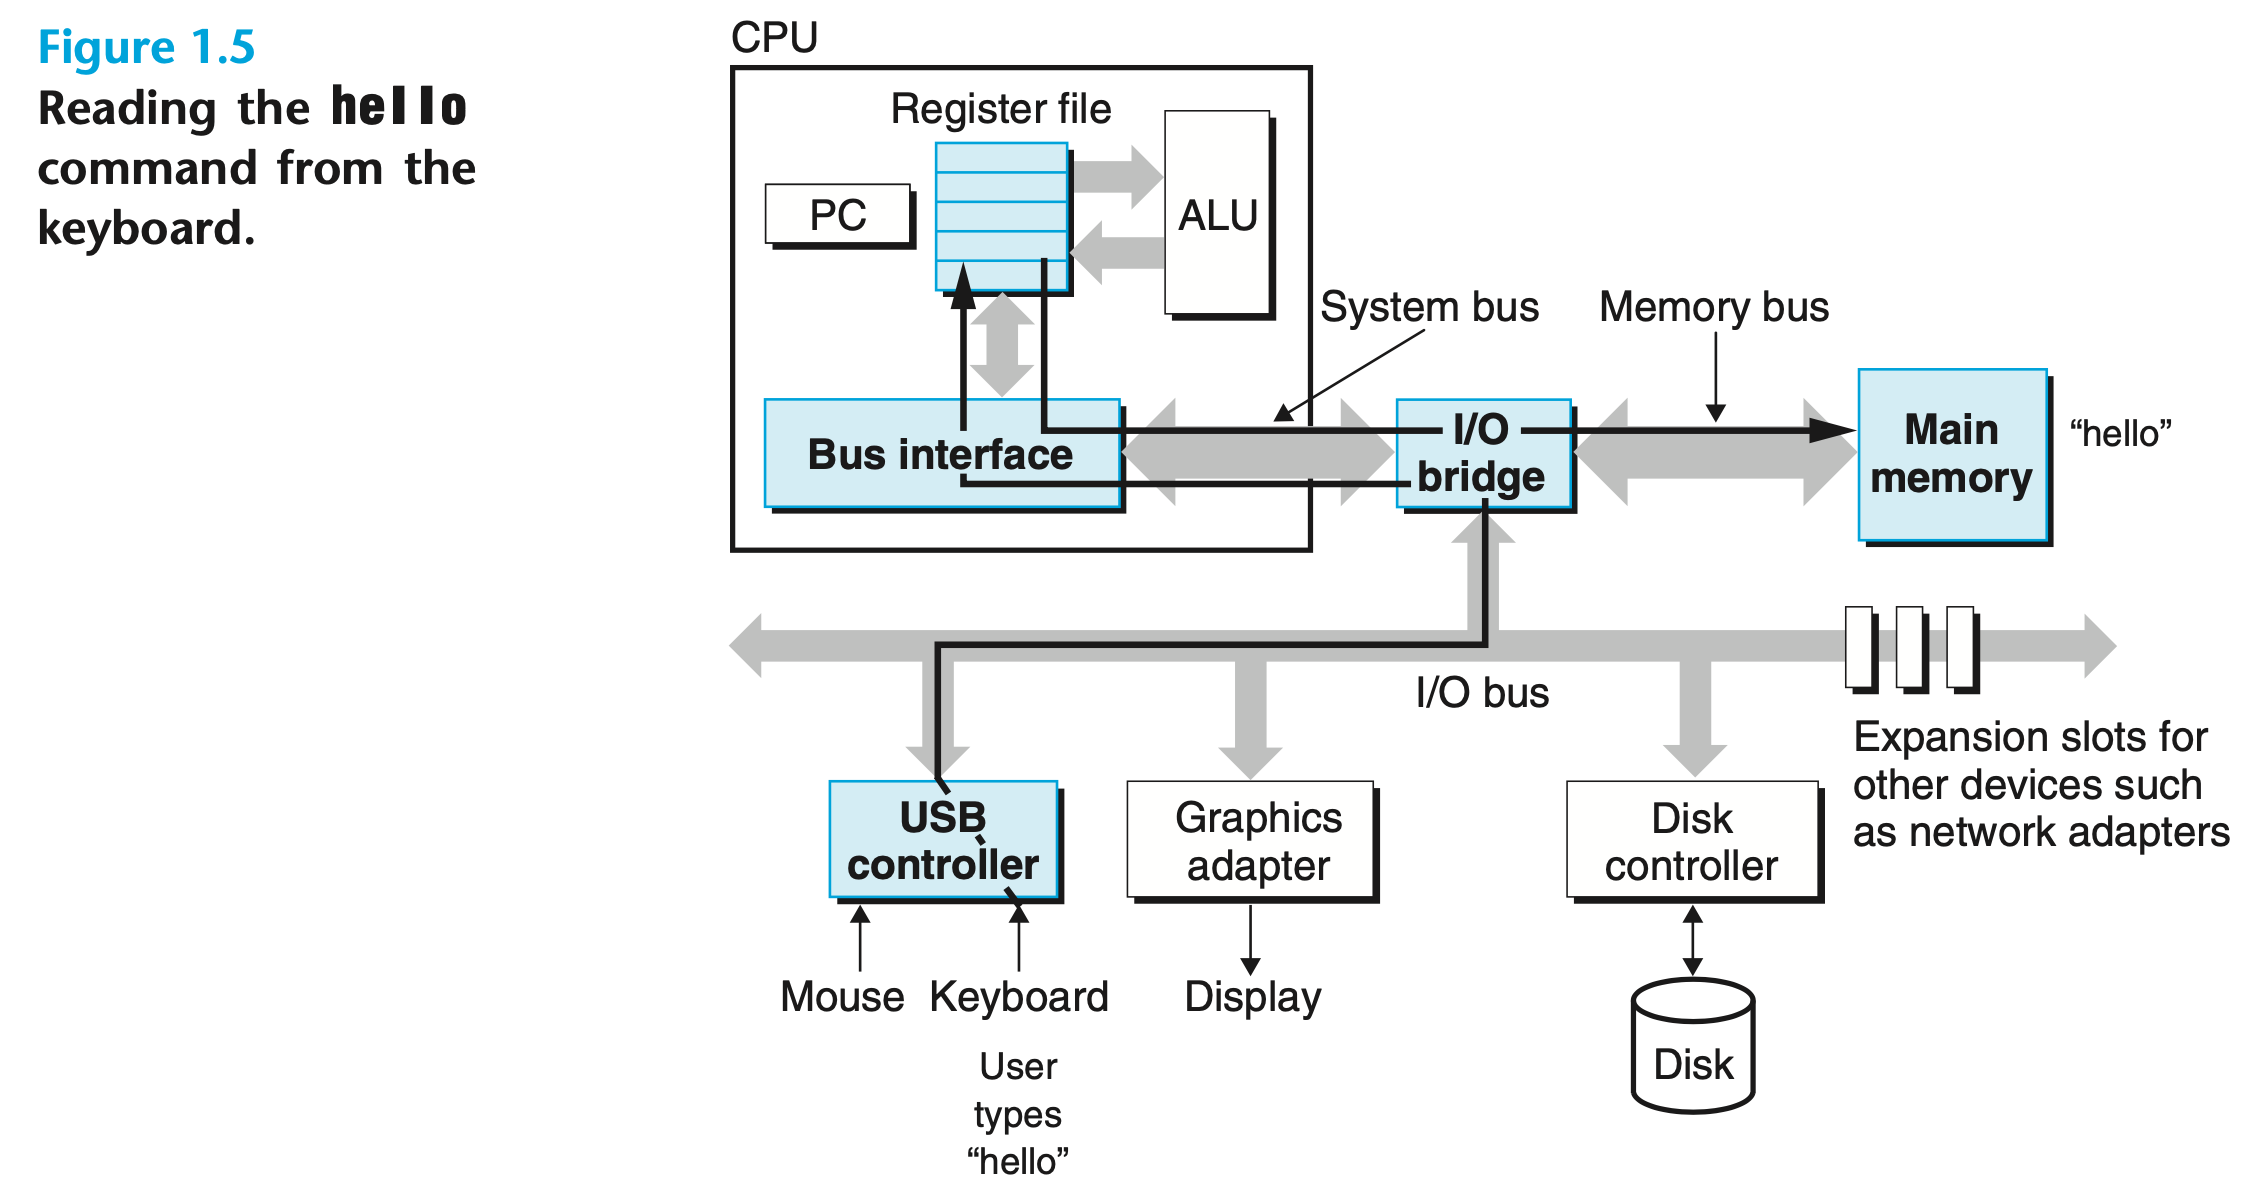 Figure 1.5
Reading the hello
command from the
keyboard.
CPU
Register file
PC
ALU
System bus
Memory bus
Bus interface
I/O
bridge
Main
memory
“hello”
I/O bus
Expansion slots for
other devices such
as network adapters
USB
controller
Graphics
adapter
Disk
controller
Mouse
Keyboard
Display
Disk
User
types
“hello”